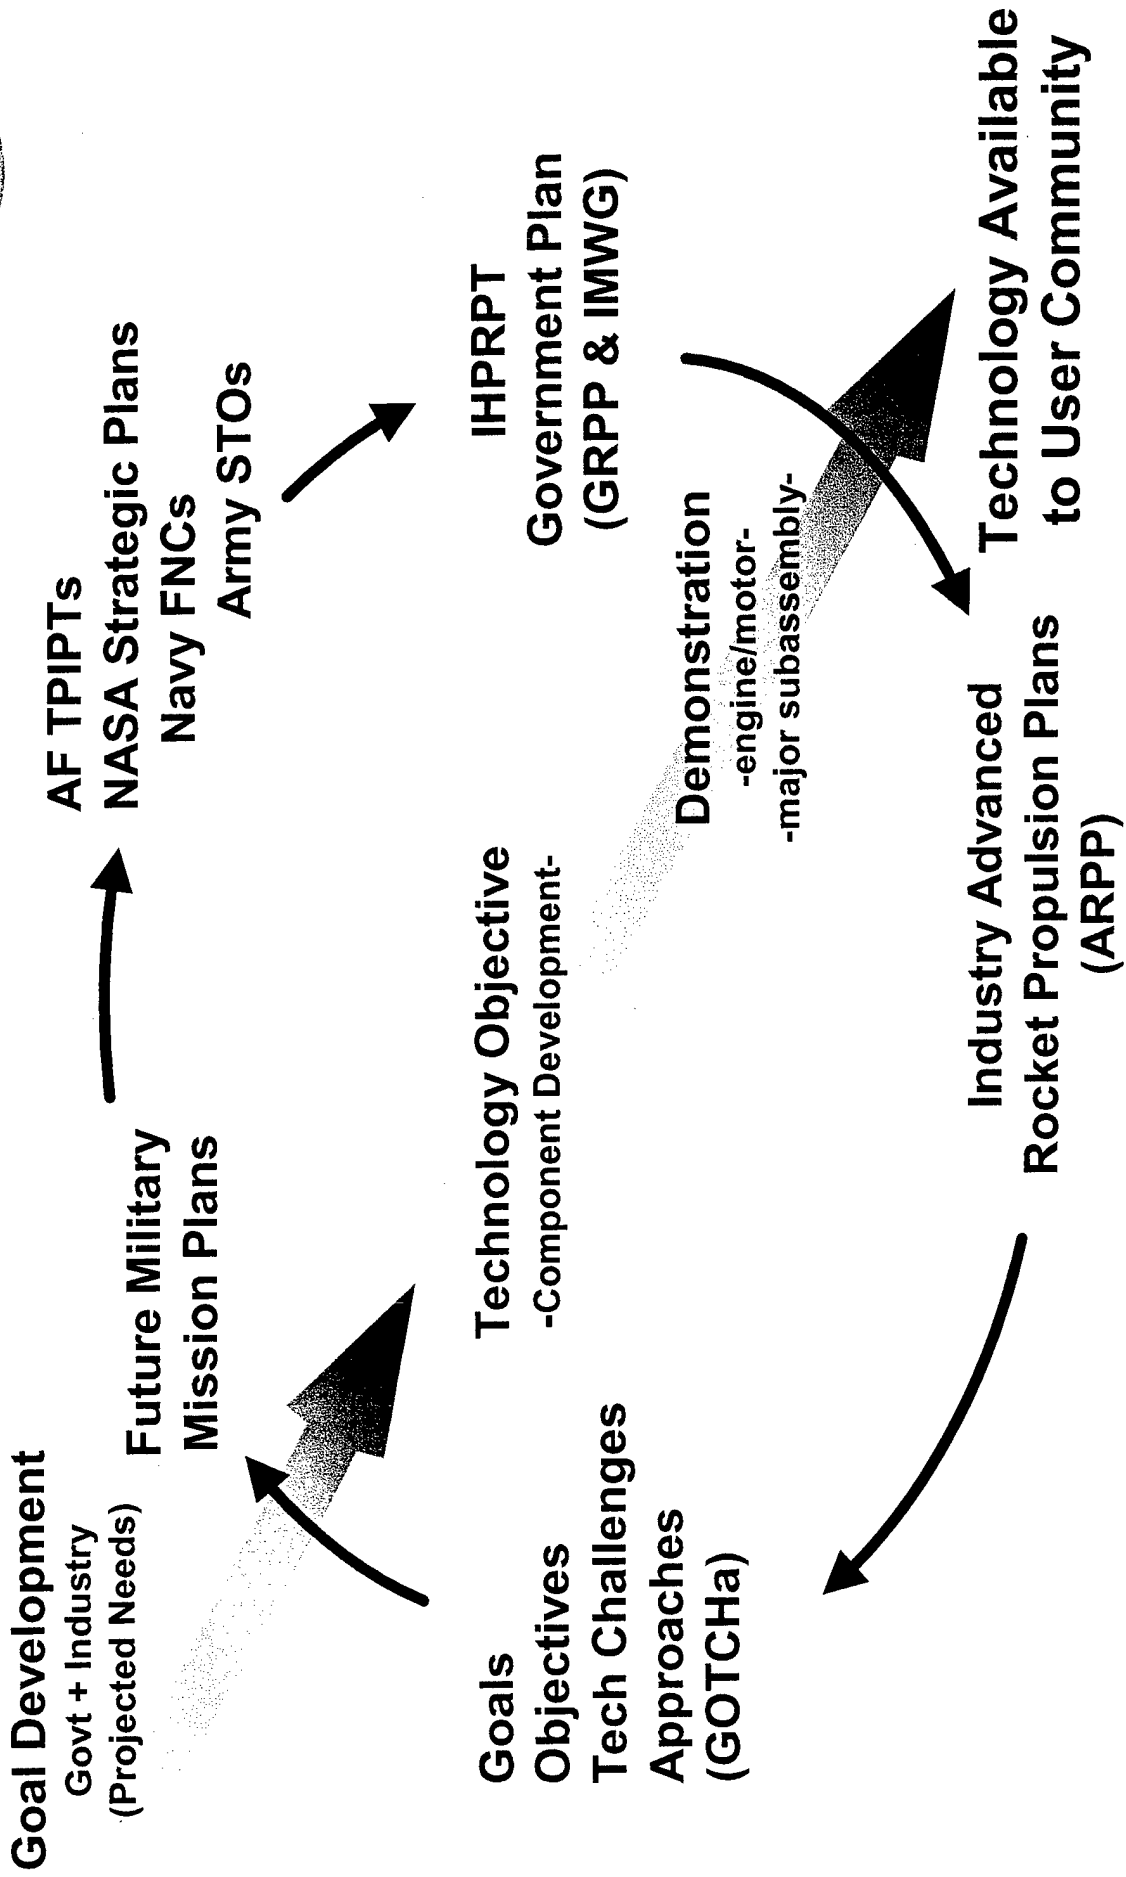 Goal Development
Govt + Industry
(Projected Needs)
Future Military
Mission Plans
AF TPIPTs
NASA Strategic Plans
Navy FNCs
Army STOs
IHPRPT
Government Plan
(GRPP & IMWG)
Goals
Objectives
Tech Challenges
Approaches
(GOTCHa)
Technology Objective
-Component Development-
Demonstration
-engine/motor-
-major subassembly-
Industry Advanced
Rocket Propulsion Plans
(ARPP)
Technology Available
to User Community